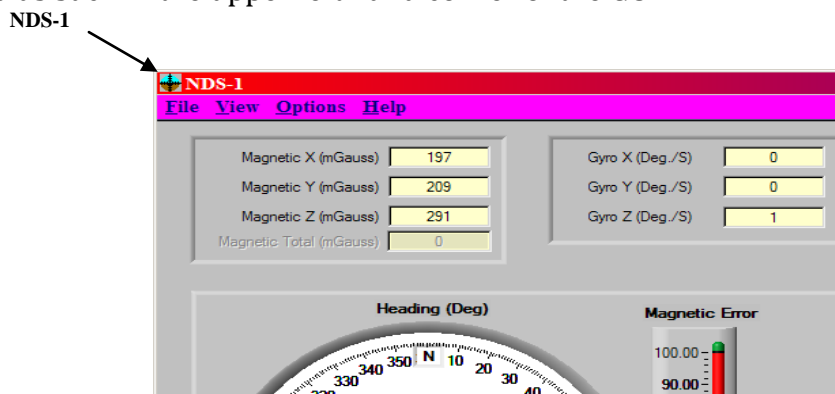 NDS-1
NDS-1
File View Options Help
Magnetic X (mGauss) 197
Magnetic Y (mGauss) 209
Magnetic Z (mGauss) 291
Magnetic Total (mGauss) 0
Gyro X (Deg./S) 0
Gyro Y (Deg./S) 0
Gyro Z (Deg./S) 1
Heading (Deg)
330 340 350 N 10 20 30
Magnetic Error
100.00
90.00